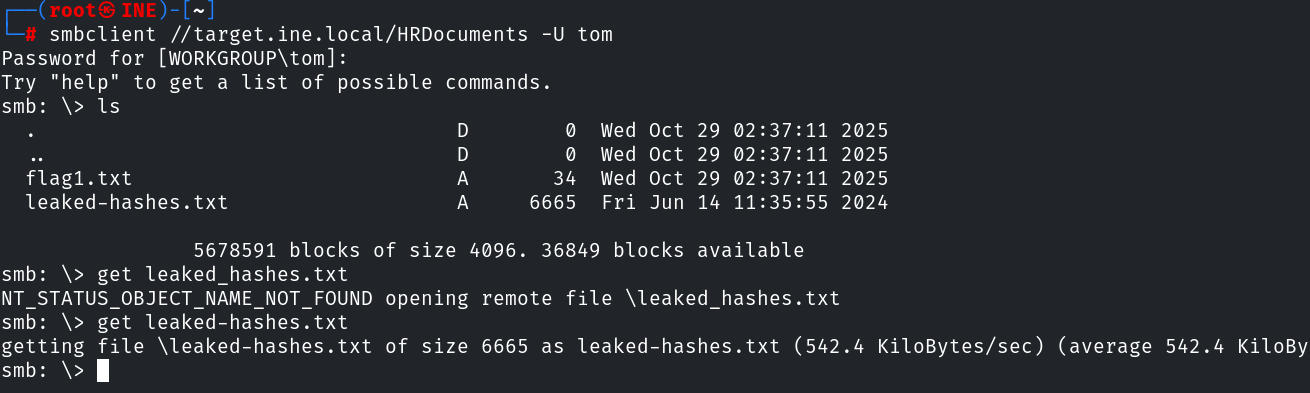 ┌──(root㉿INE)-[~]
└─# smbclient //target.ine.local/HRDocuments -U tom
Password for [WORKGROUP\tom]:
Try "help" to get a list of possible commands.
smb: \> ls
  .                                   D        0  Wed Oct 29 02:37:11 2025
  ..                                  D        0  Wed Oct 29 02:37:11 2025
  flag1.txt                           A       34  Wed Oct 29 02:37:11 2025
  leaked-hashes.txt                   A     6665  Fri Jun 14 11:35:55 2024

                5678591 blocks of size 4096. 36849 blocks available
smb: \> get leaked_hashes.txt
NT_STATUS_OBJECT_NAME_NOT_FOUND opening remote file \leaked_hashes.txt
smb: \> get leaked-hashes.txt
getting file \leaked-hashes.txt of size 6665 as leaked-hashes.txt (542.4 KiloBytes/sec) (average 542.4 KiloBy
smb: \>